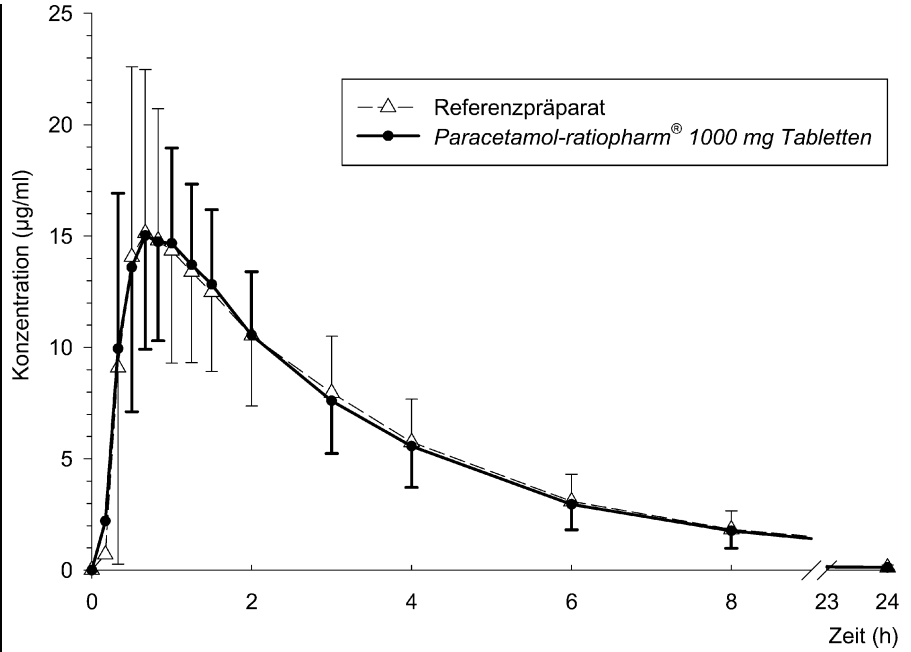 25
20
15
10
5
0
Konzentration (µg/ml)
Referenzpräparat
Paracetamol-ratiopharm® 1000 mg Tabletten
0 2 4 6 8 23 24
Zeit (h)